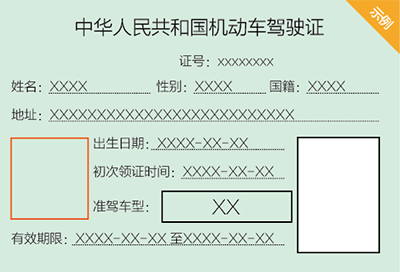 示例
中华人民共和国机动车驾驶证
证号：XXXXXXXX
姓名：XXXX 性别：XXXX 国籍：XXXX
地址：XXXXXXXXXXXXXXXXXXXXXXXXXX
出生日期：XXXX-XX-XX
初次领证时间：XXXX-XX-XX
准驾车型：XX
有效期限：XXXX-XX-XX至XXXX-XX-XX